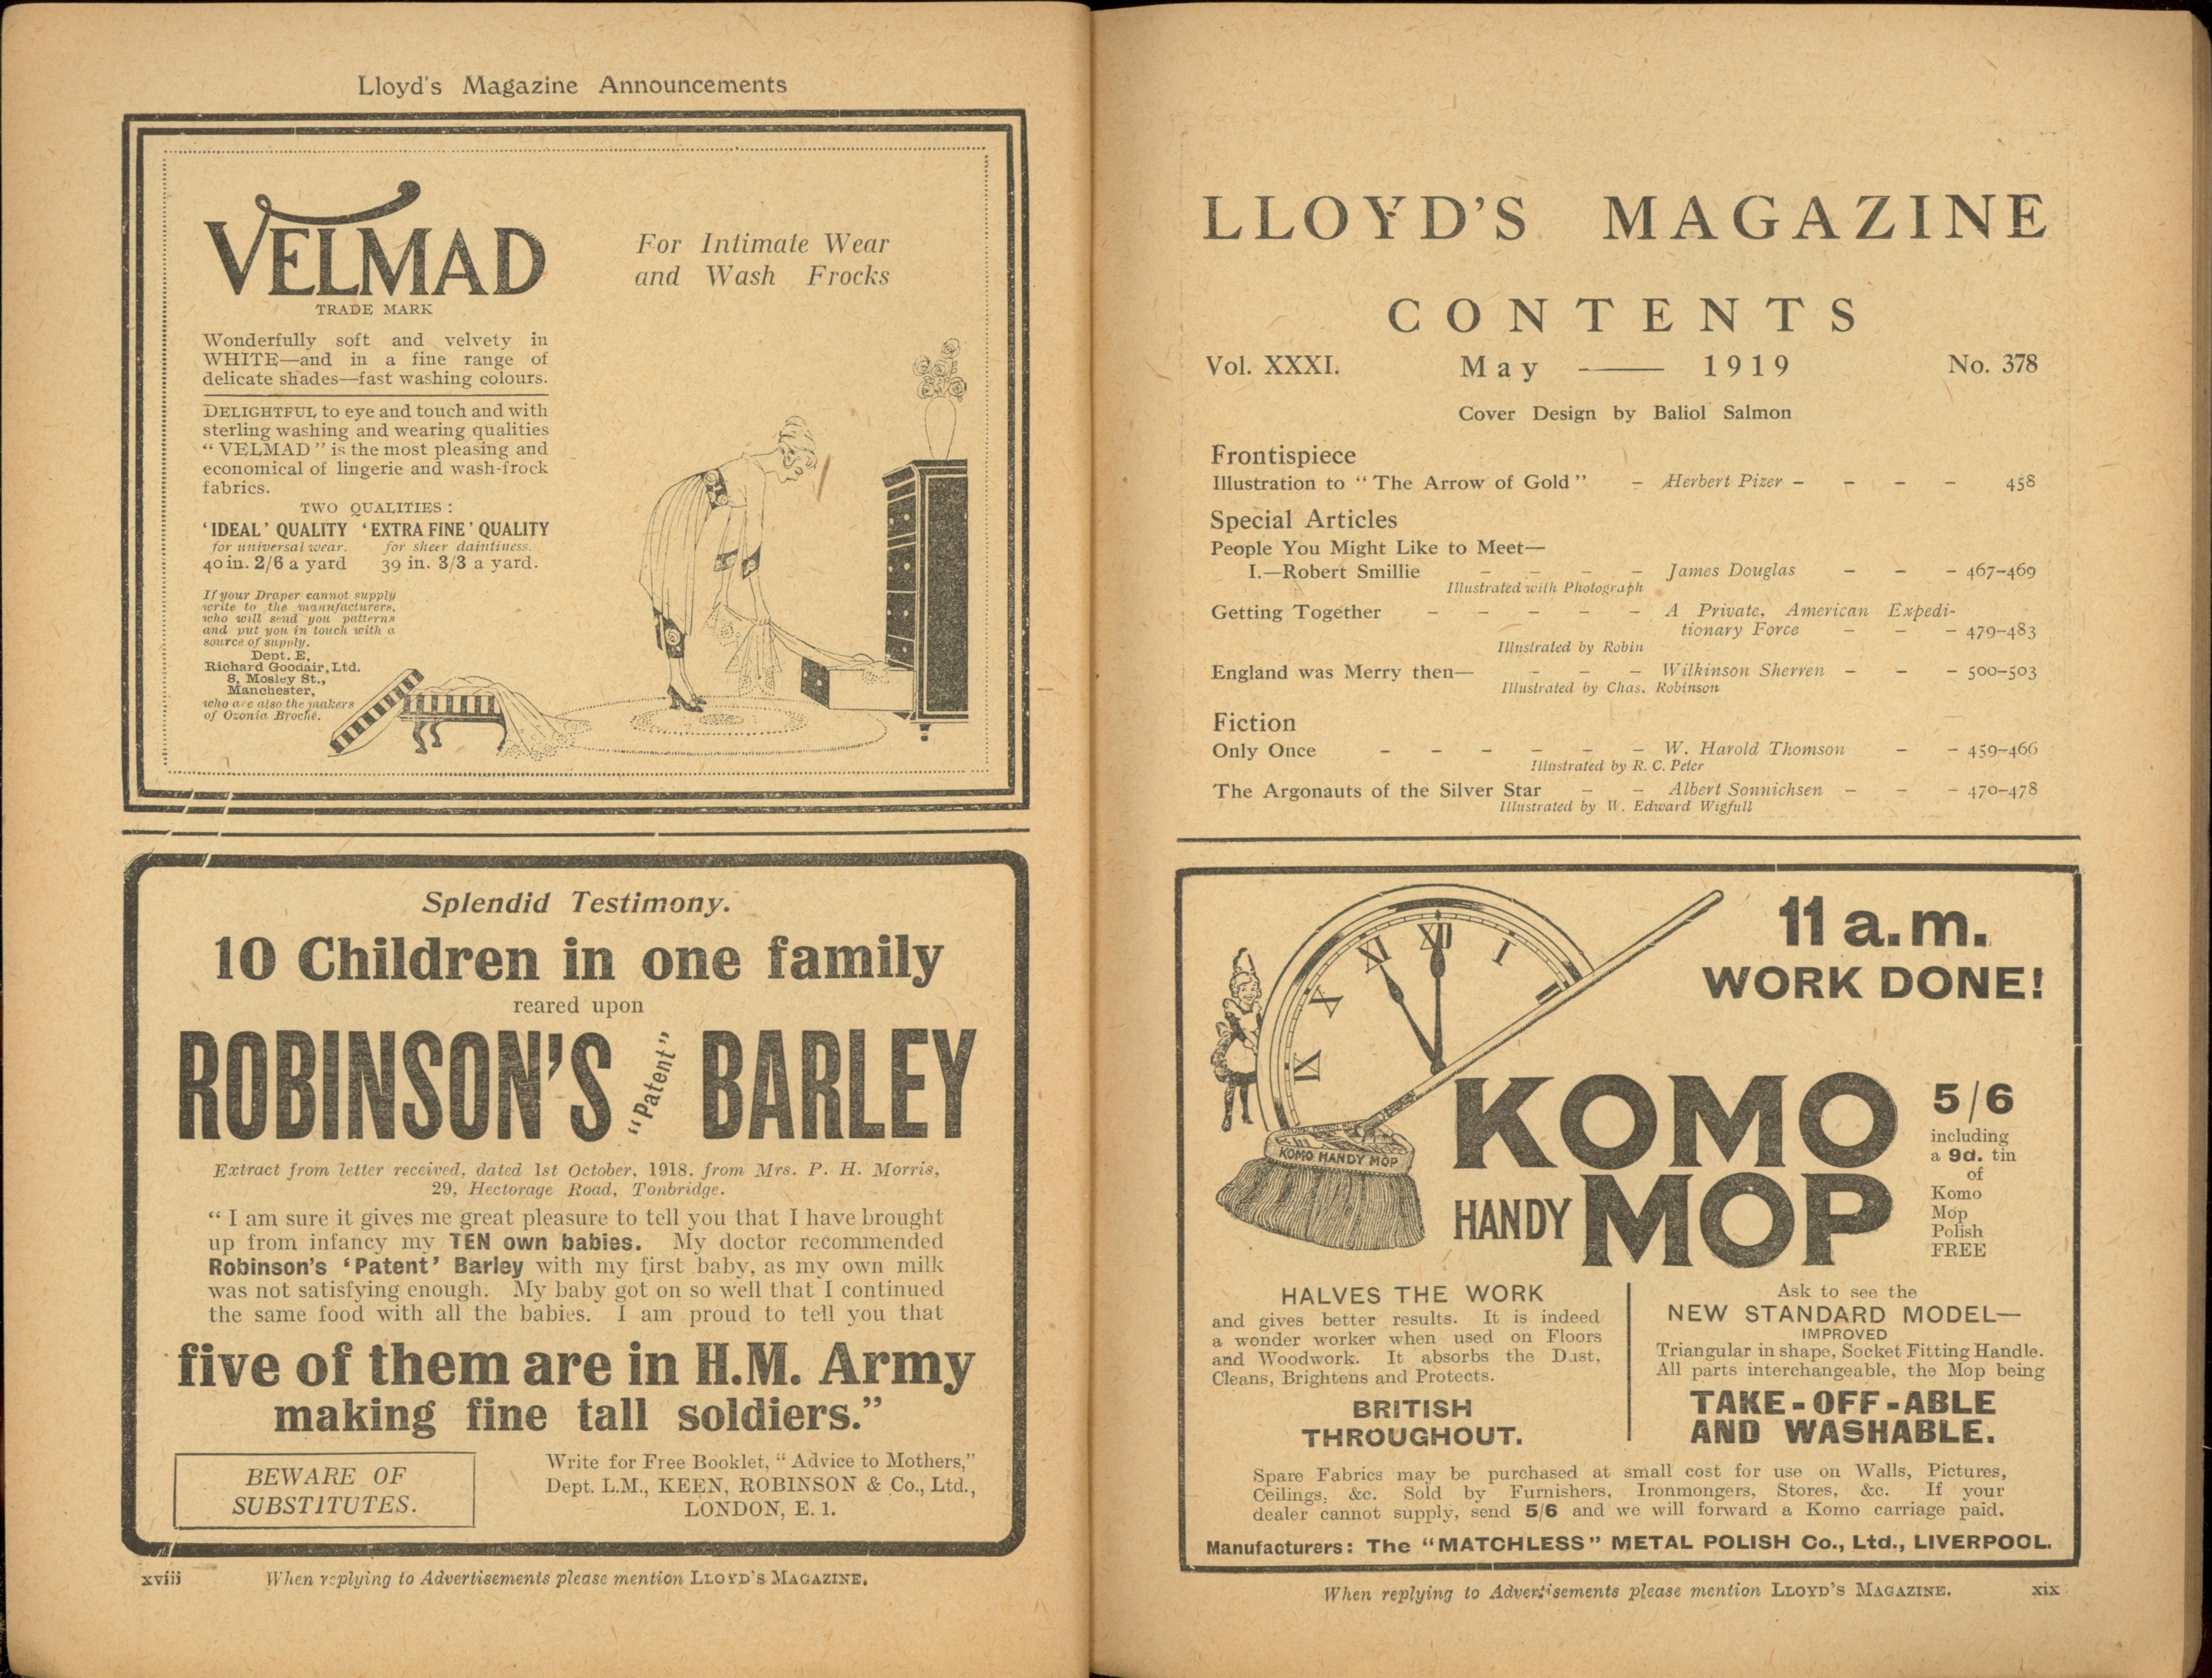 Lloyd's Magazine Announcements
VELMAD
TRADE MARK
For Intimate Wear
and Wash Frocks
Wonderfully soft and velvety in
WHITE—and in a fine range of
delicate shades—fast washing colours.
DELIGHTFUL to eye and touch and with
sterling washing and wearing qualities
“ VELMAD ” is the most pleasing and
economical of lingerie and wash-frock
fabrics.
TWO QUALITIES :
‘IDEAL’ QUALITY ‘EXTRA FINE’ QUALITY
for universal wear. for sheer daintiness.
40 in. 2/6 a yard 39 in. 3/3 a yard.
If your Draper cannot supply
write to the manufacturers,
who will send you patterns
and put you in touch with a
source of supply.
Dept. E,
Richard Goodair, Ltd.
8, Mosley St.,
Manchester,
who are also the makers
of Ozonia Broché.
Splendid Testimony.
10 Children in one family
reared upon
ROBINSON'S “Patent” BARLEY
Extract from letter received, dated 1st October, 1918, from Mrs. P. H. Morris,
29, Hectorage Road, Tonbridge.
“ I am sure it gives me great pleasure to tell you that I have brought
up from infancy my TEN own babies. My doctor recommended
Robinson's ‘Patent’ Barley with my first baby, as my own milk
was not satisfying enough. My baby got on so well that I continued
the same food with all the babies. I am proud to tell you that
five of them are in H.M. Army
making fine tall soldiers.”
BEWARE OF
SUBSTITUTES.
Write for Free Booklet, “ Advice to Mothers,”
Dept. L.M., KEEN, ROBINSON & Co., Ltd.,
LONDON, E. 1.
xviii When replying to Advertisements please mention LLOYD'S MAGAZINE.
LLOYD'S MAGAZINE
CONTENTS
Vol. XXXI. May — 1919 No. 378
Cover Design by Baliol Salmon
Frontispiece
Illustration to “ The Arrow of Gold ” – Herbert Pizer – – – – 458
Special Articles
People You Might Like to Meet—
I.—Robert Smillie – – – – James Douglas – – – 467–469
Illustrated with Photograph
Getting Together – – – – – A Private. American Expedi-
tionary Force – – – 479–483
Illustrated by Robin
England was Merry then— – – – Wilkinson Sherren – – – 500–503
Illustrated by Chas. Robinson
Fiction
Only Once – – – – – – W. Harold Thomson – – 459–466
Illustrated by R. C. Peter
The Argonauts of the Silver Star – – Albert Sonnichsen – – – 470–478
Illustrated by W. Edward Wigfull
IX X XI XII I
11 a.m.
WORK DONE!
KOMO HANDY MOP
KOMO
HANDY MOP
5/6
including
a 9d. tin
of
Komo
Mop
Polish
FREE
HALVES THE WORK
and gives better results. It is indeed
a wonder worker when used on Floors
and Woodwork. It absorbs the Dust,
Cleans, Brightens and Protects.
BRITISH
THROUGHOUT.
Ask to see the
NEW STANDARD MODEL—
IMPROVED
Triangular in shape, Socket Fitting Handle.
All parts interchangeable, the Mop being
TAKE-OFF-ABLE
AND WASHABLE.
Spare Fabrics may be purchased at small cost for use on Walls, Pictures,
Ceilings, &c. Sold by Furnishers, Ironmongers, Stores, &c. If your
dealer cannot supply, send 5/6 and we will forward a Komo carriage paid.
Manufacturers: The “MATCHLESS” METAL POLISH Co., Ltd., LIVERPOOL.
When replying to Advertisements please mention LLOYD'S MAGAZINE. xix